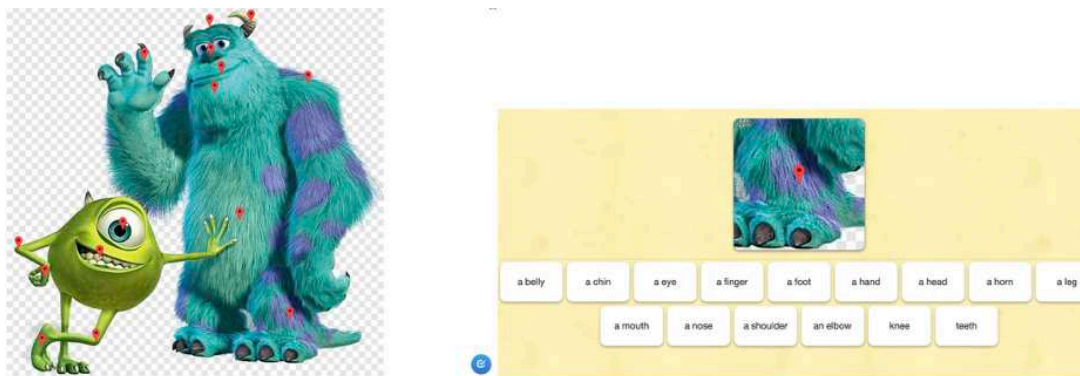 a belly a chin a eye a finger a foot a hand a head a horn a leg
a mouth a nose a shoulder an elbow knee teeth